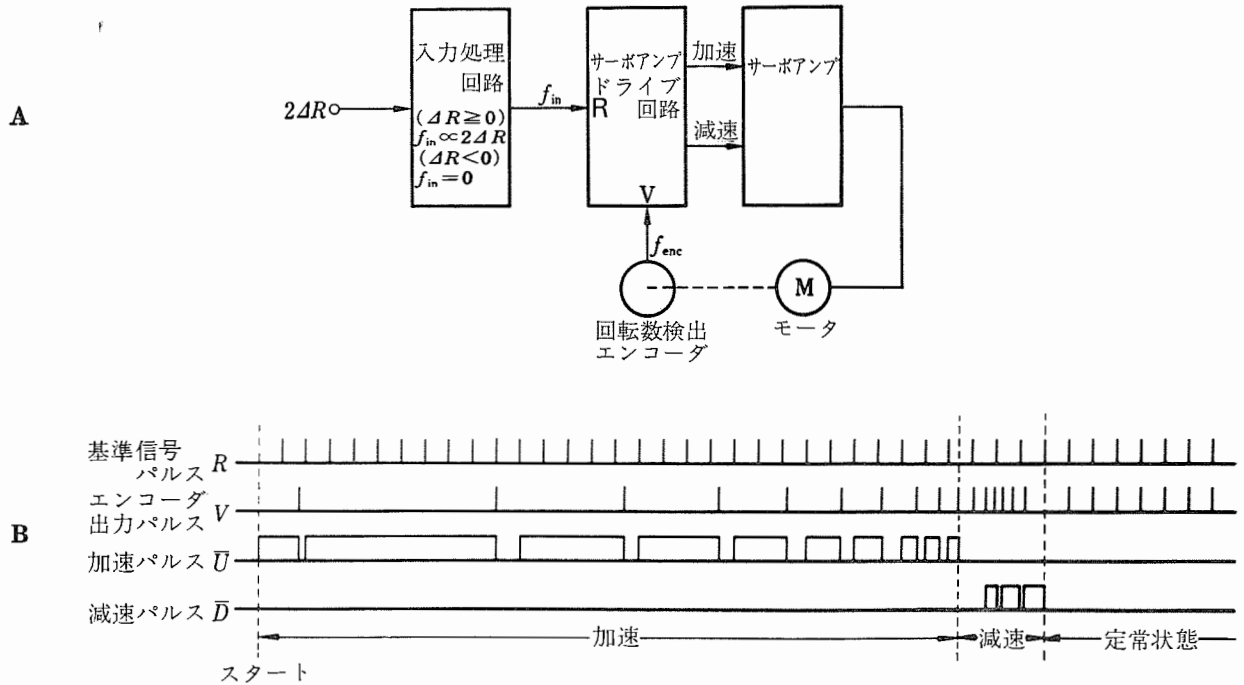 A
2ΔR
入力処理
回路
(ΔR≧0)
f_in∝2ΔR
(ΔR<0)
f_in=0
f_in
サーボアンプ
ドライブ
回路
R
V
加速
減速
サーボアンプ
f_enc
回転数検出
エンコーダ
M
モータ
B
基準信号
パルス R
エンコーダ
出力パルス V
加速パルス U̅
減速パルス D̅
加速
減速
定常状態
スタート